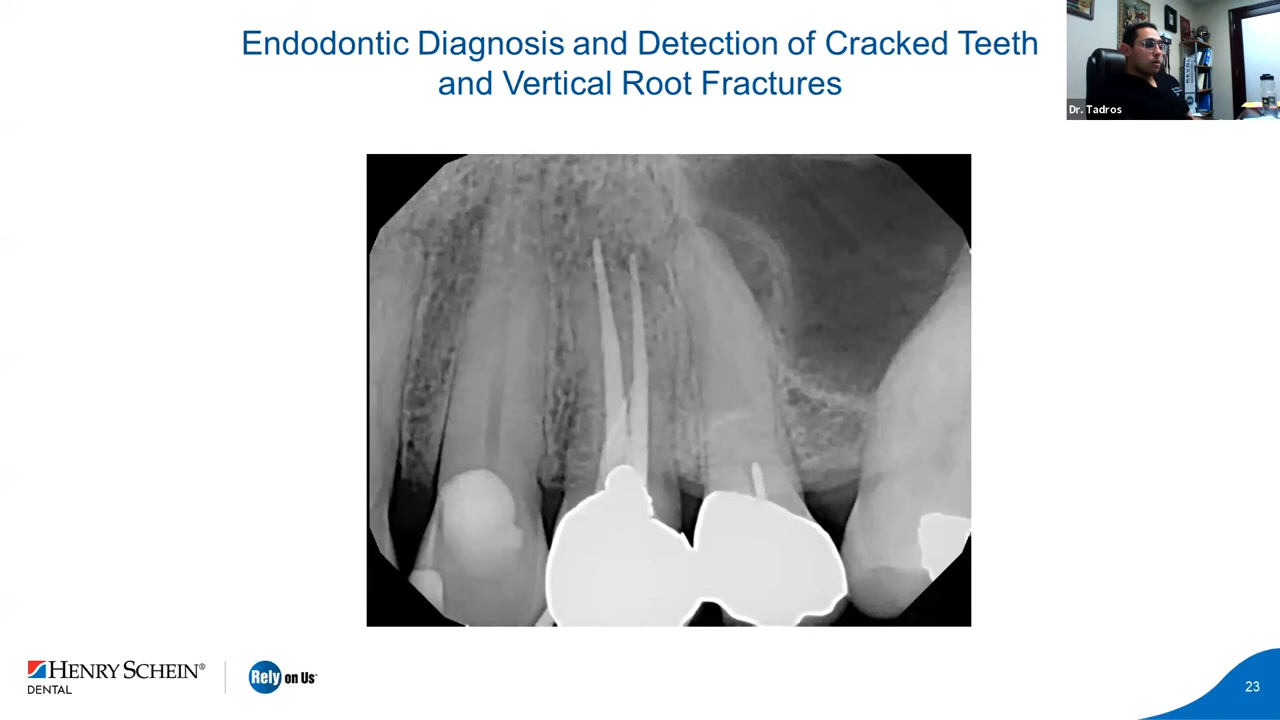 Endodontic Diagnosis and Detection of Cracked Teeth
and Vertical Root Fractures
Dr. Tadros
HENRY SCHEIN®
DENTAL
Rely on Us
23